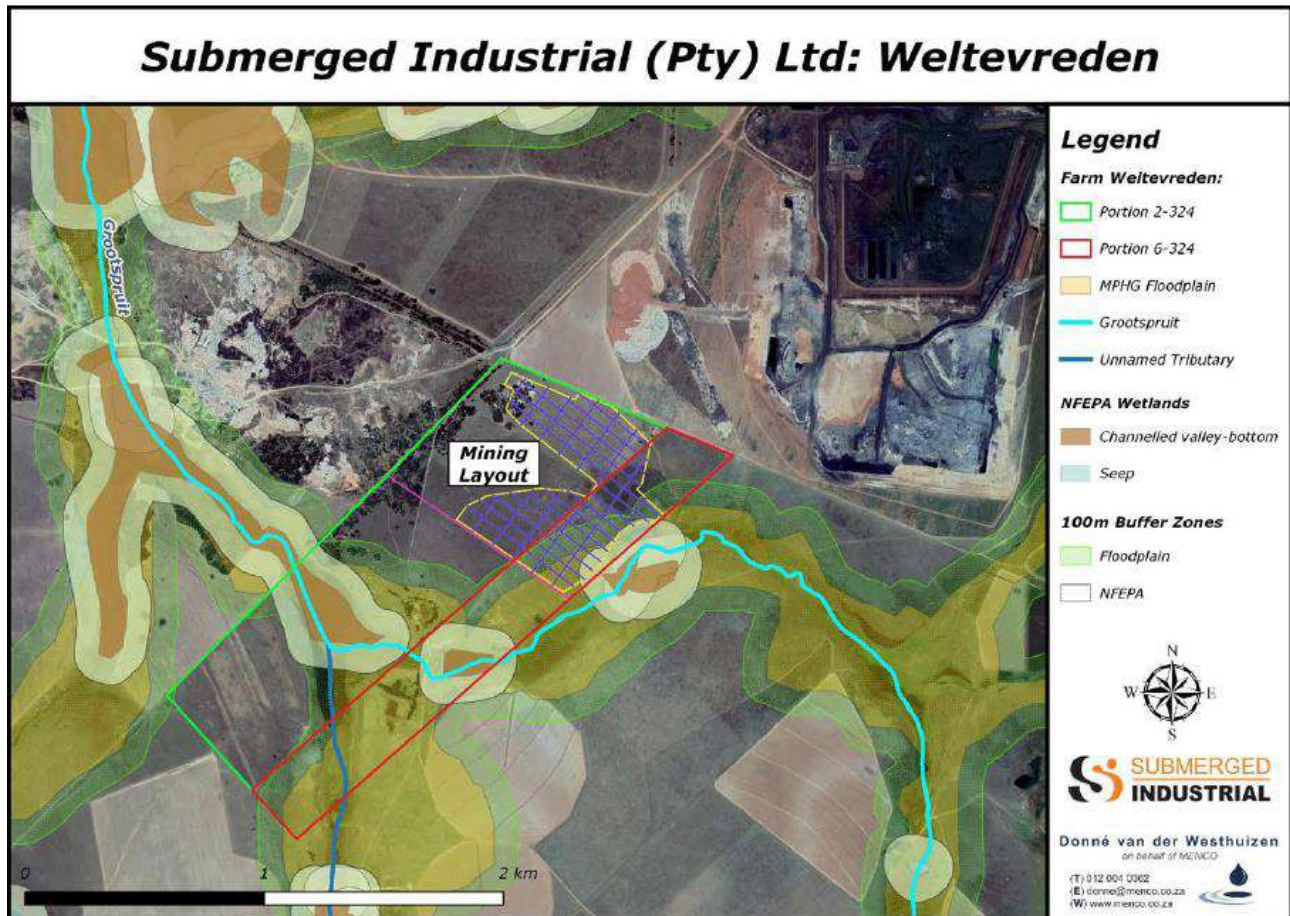 Submerged Industrial (Pty) Ltd: Weltevreden
Grootspruit
Mining
Layout
0
1
2 km
Legend
Farm Weltevreden:
Portion 2-324
Portion 6-324
MPHG Floodplain
Grootspruit
Unnamed Tributary
NFEPA Wetlands
Channelled valley-bottom
Seep
100m Buffer Zones
Floodplain
NFEPA
N
W E
S
SUBMERGED
INDUSTRIAL
Donné van der Westhuizen
on behalf of MENCO
(T) 012 004 0362
(E) donne@menco.co.za
(W) www.menco.co.za